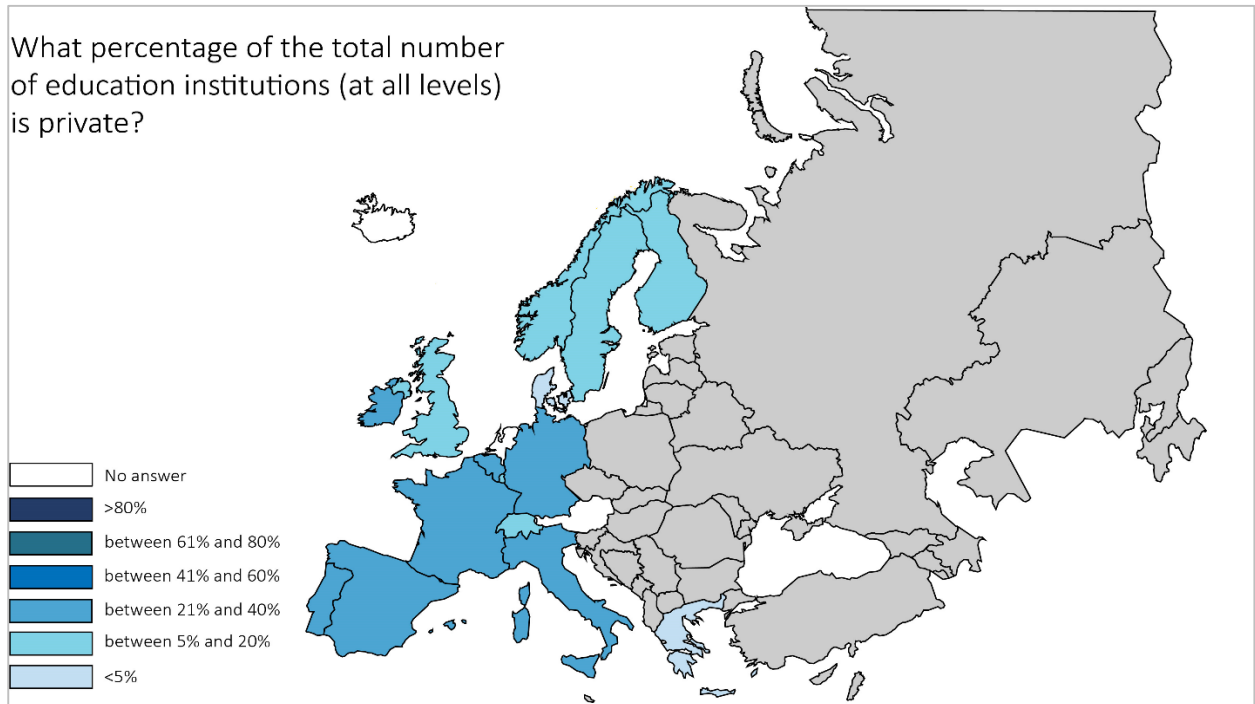 What percentage of the total number
of education institutions (at all levels)
is private?
No answer
>80%
between 61% and 80%
between 41% and 60%
between 21% and 40%
between 5% and 20%
<5%